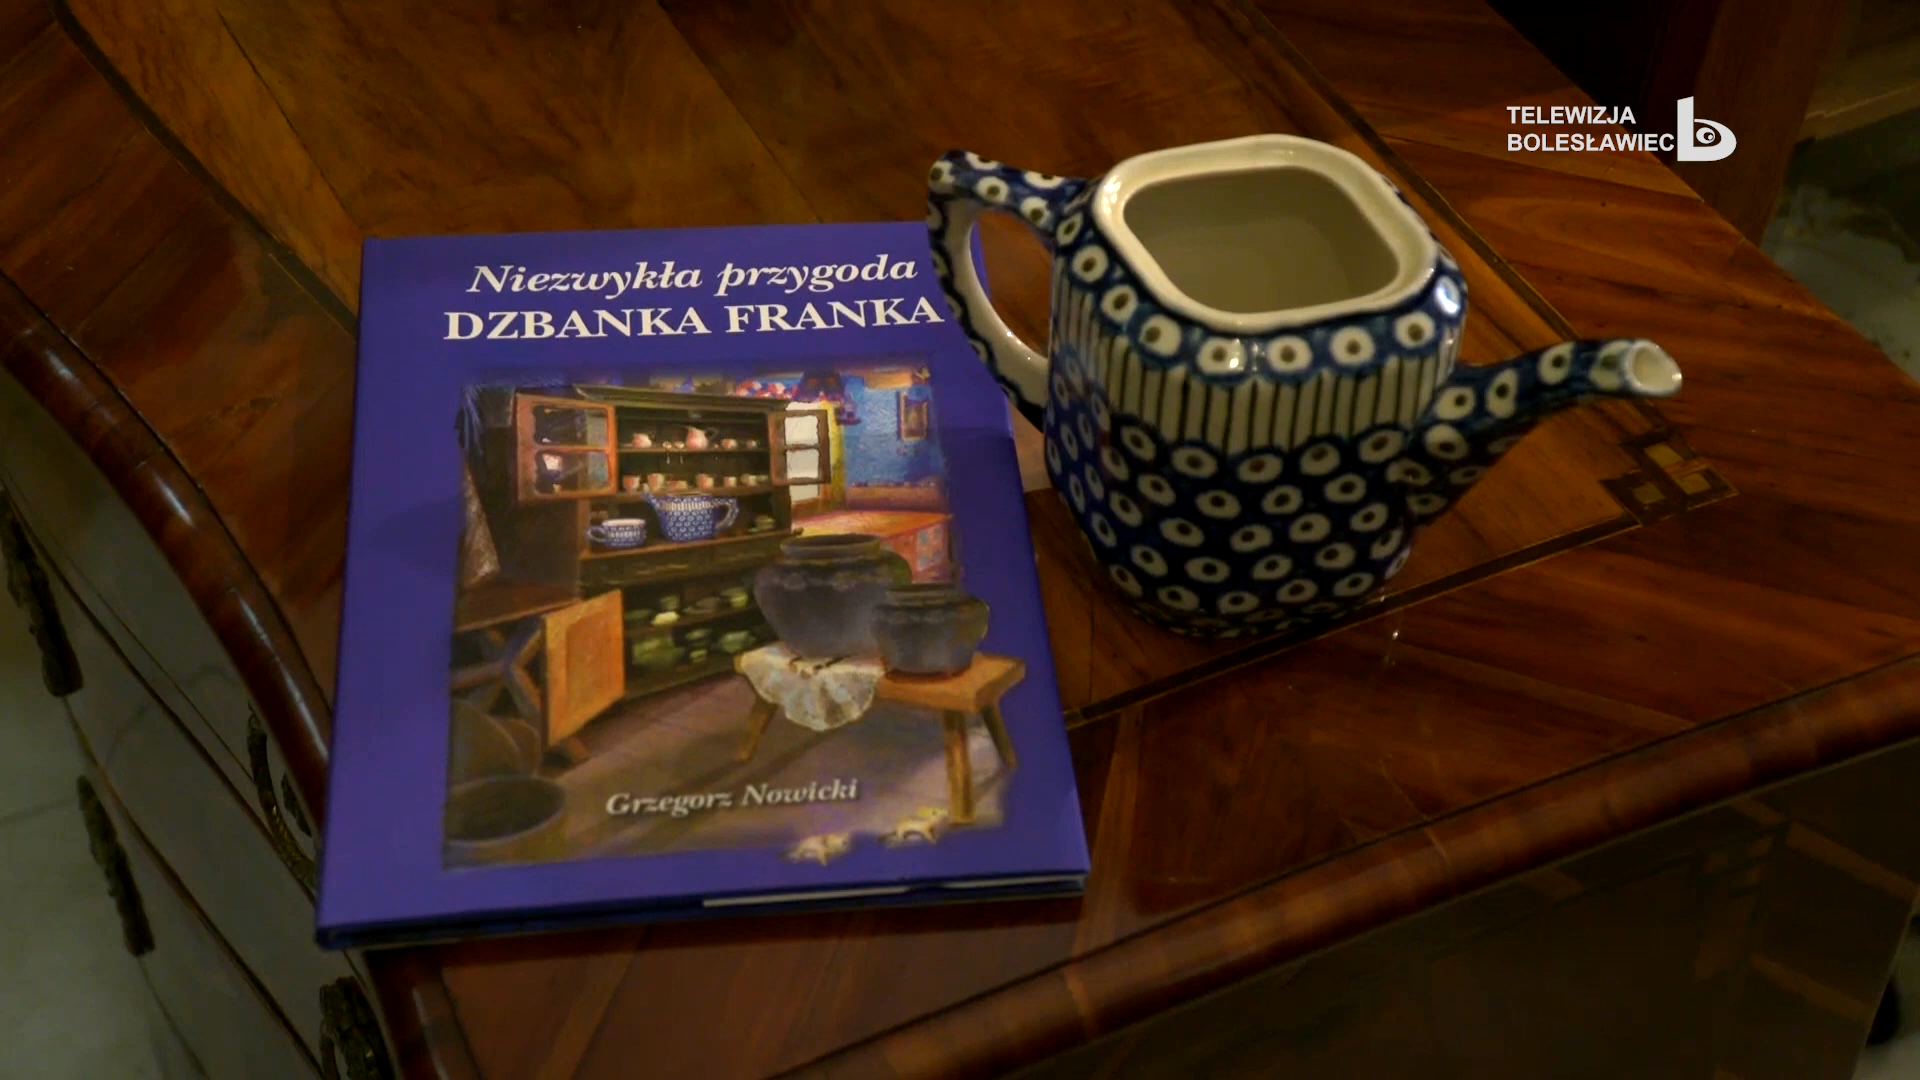 Niezwykła przygoda
DZBANKA FRANKA
Grzegorz Nowicki
TELEWIZJA
BOLESŁAWIEC